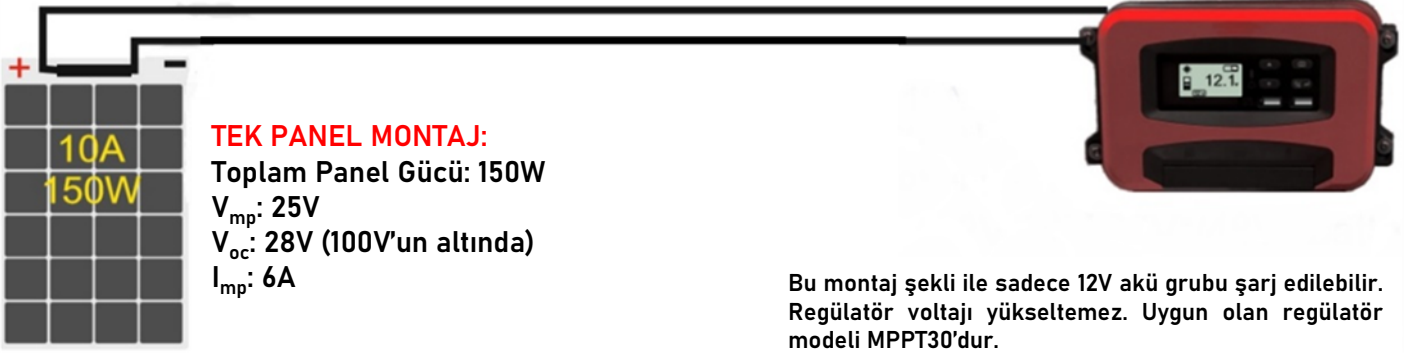 + -
10A
150W
TEK PANEL MONTAJ:
Toplam Panel Gücü: 150W
Vmp: 25V
Voc: 28V (100V’un altında)
Imp: 6A
12.1
Bu montaj şekli ile sadece 12V akü grubu şarj edilebilir.
Regülatör voltajı yükseltemez. Uygun olan regülatör
modeli MPPT30’dur.